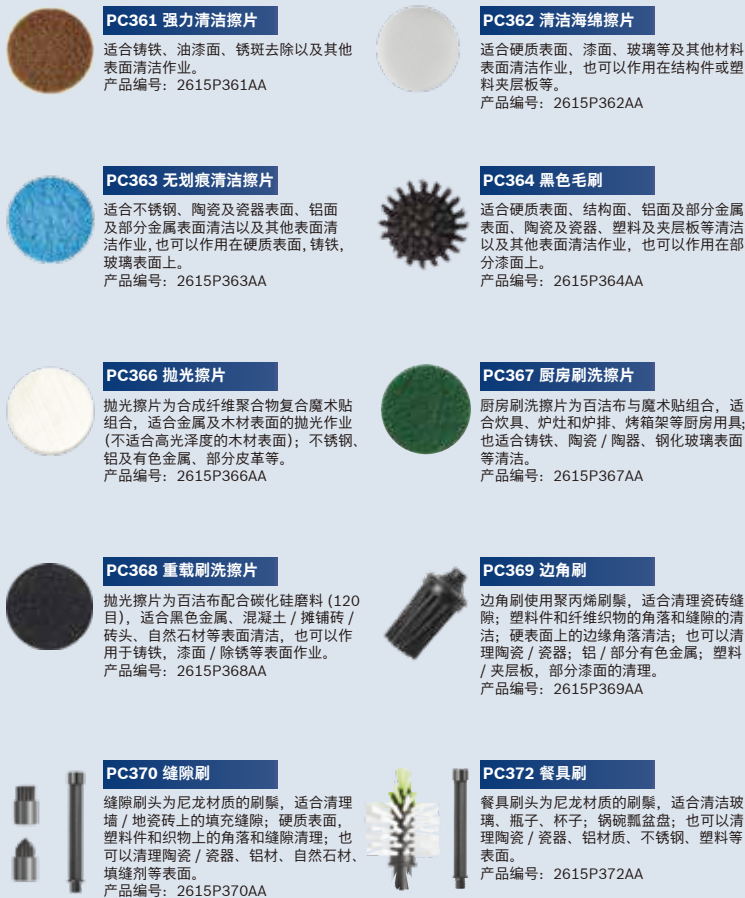 PC361 强力清洁擦片
适合铸铁、油漆面、锈斑去除以及其他
表面清洁作业。
产品编号：2615P361AA
PC362 清洁海绵擦片
适合硬质表面、漆面、玻璃等及其他材料
表面清洁作业，也可以作用在结构件或塑
料夹层板等。
产品编号：2615P362AA
PC363 无划痕清洁擦片
适合不锈钢、陶瓷及瓷器表面、铝面
及部分金属表面清洁以及其他表面清
洁作业，也可以作用在硬质表面，铸铁，
玻璃表面上。
产品编号：2615P363AA
PC364 黑色毛刷
适合硬质表面、结构面、铝面及部分金属
表面、陶瓷及瓷器、塑料及夹层板等清洁
以及其他表面清洁作业，也可以作用在部
分漆面上。
产品编号：2615P364AA
PC366 抛光擦片
抛光擦片为合成纤维聚合物复合魔术贴
组合，适合金属及木材表面的抛光作业
(不适合高光泽度的木材表面)；不锈钢、
铝及有色金属、部分皮革等。
产品编号：2615P366AA
PC367 厨房刷洗擦片
厨房刷洗擦片为百洁布与魔术贴组合，适
合炊具、炉灶和炉排、烤箱架等厨房用具;
也适合铸铁、陶瓷 / 陶器、钢化玻璃表面
等清洁。
产品编号：2615P367AA
PC368 重载刷洗擦片
抛光擦片为百洁布配合碳化硅磨料 (120
目)，适合黑色金属、混凝土 / 摊铺砖 /
砖头、自然石材等表面清洁，也可以作
用于铸铁，漆面 / 除锈等表面作业。
产品编号：2615P368AA
PC369 边角刷
边角刷使用聚丙烯刷鬃，适合清理瓷砖缝
隙；塑料件和纤维织物的角落和缝隙的清
洁；硬表面上的边缘角落清洁；也可以清
理陶瓷 / 瓷器；铝 / 部分有色金属；塑料
/ 夹层板，部分漆面的清理。
产品编号：2615P369AA
PC370 缝隙刷
缝隙刷头为尼龙材质的刷鬃，适合清理
墙 / 地瓷砖上的填充缝隙；硬质表面，
塑料件和织物上的角落和缝隙清理；也
可以清理陶瓷 / 瓷器、铝材、自然石材、
填缝剂等表面。
产品编号：2615P370AA
PC372 餐具刷
餐具刷头为尼龙材质的刷鬃，适合清洁玻
璃、瓶子、杯子；锅碗瓢盆盘；也可以清
理陶瓷 / 瓷器、铝材质、不锈钢、塑料等
表面。
产品编号：2615P372AA